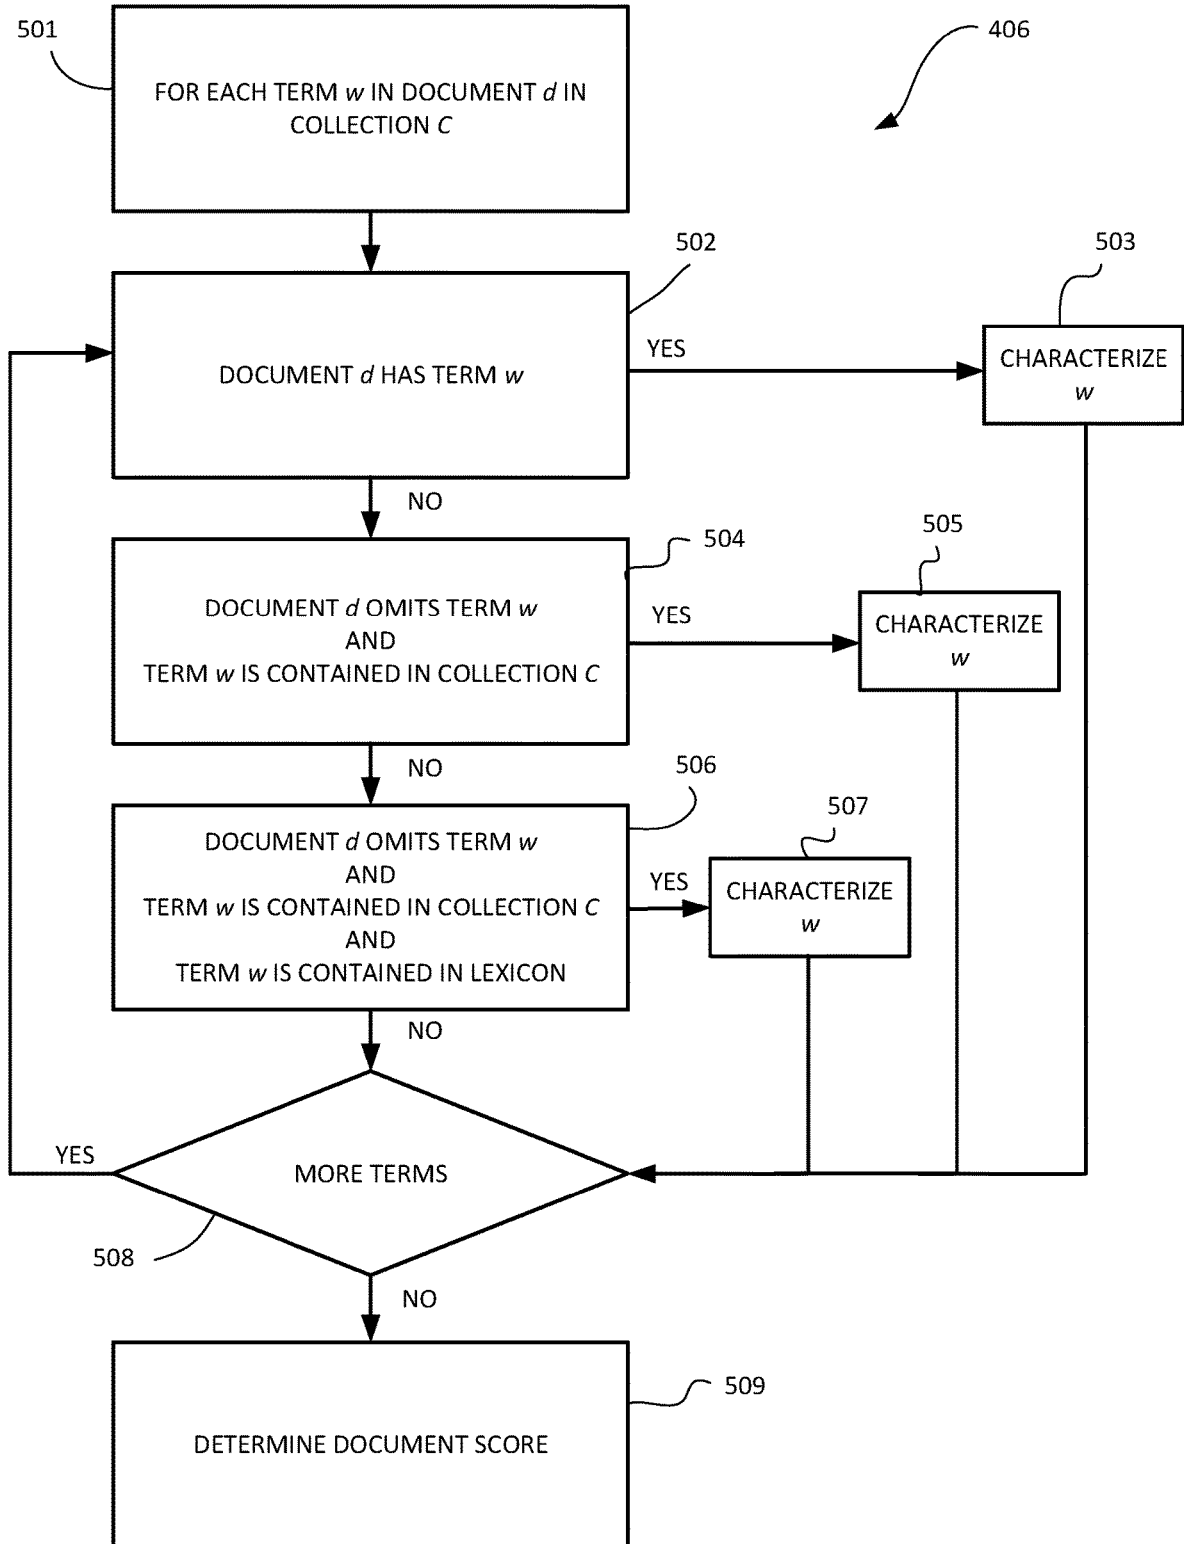 501
406
FOR EACH TERM w IN DOCUMENT d IN
COLLECTION C
502
503
YES
CHARACTERIZE
w
DOCUMENT d HAS TERM w
NO
504
505
DOCUMENT d OMITS TERM w
AND
TERM w IS CONTAINED IN COLLECTION C
YES
CHARACTERIZE
w
NO
506
507
DOCUMENT d OMITS TERM w
AND
TERM w IS CONTAINED IN COLLECTION C
AND
TERM w IS CONTAINED IN LEXICON
YES
CHARACTERIZE
w
NO
YES
MORE TERMS
508
NO
509
DETERMINE DOCUMENT SCORE